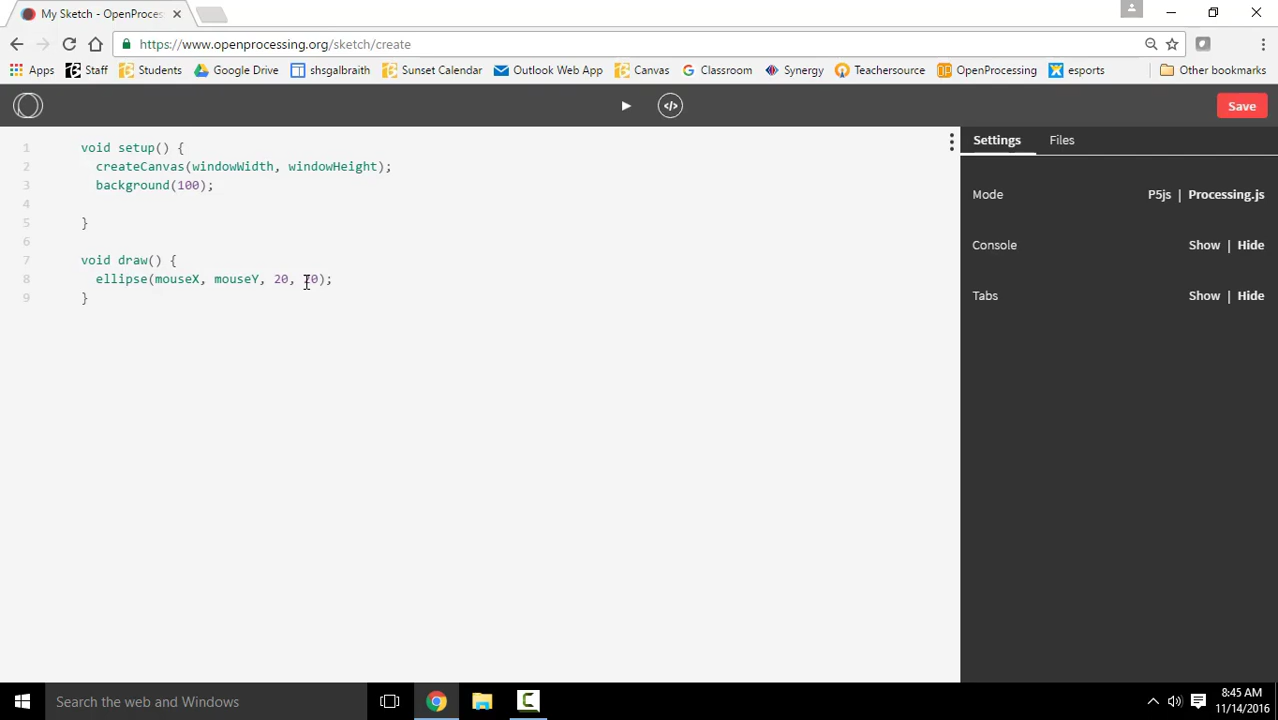 My Sketch - OpenProces
https://www.openprocessing.org/sketch/create
Apps Staff Students Google Drive shsgalbraith Sunset Calendar Outlook Web App Canvas Classroom Synergy Teachersource OpenProcessing esports Other bookmarks
</> Save
Settings Files
1 void setup() {
2 createCanvas(windowWidth, windowHeight);
3 background(100);
4
5 }
6
7 void draw() {
8 ellipse(mouseX, mouseY, 20, 20);
9 }
Mode P5js | Processing.js
Console Show | Hide
Tabs Show | Hide
Search the web and Windows
8:45 AM
11/14/2016